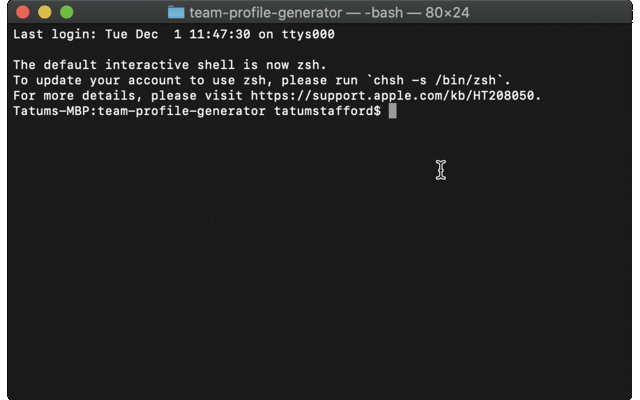 team-profile-generator — -bash — 80×24
Last login: Tue Dec  1 11:47:30 on ttys000
The default interactive shell is now zsh.
To update your account to use zsh, please run `chsh -s /bin/zsh`.
For more details, please visit https://support.apple.com/kb/HT208050.
Tatums-MBP:team-profile-generator tatumstafford$